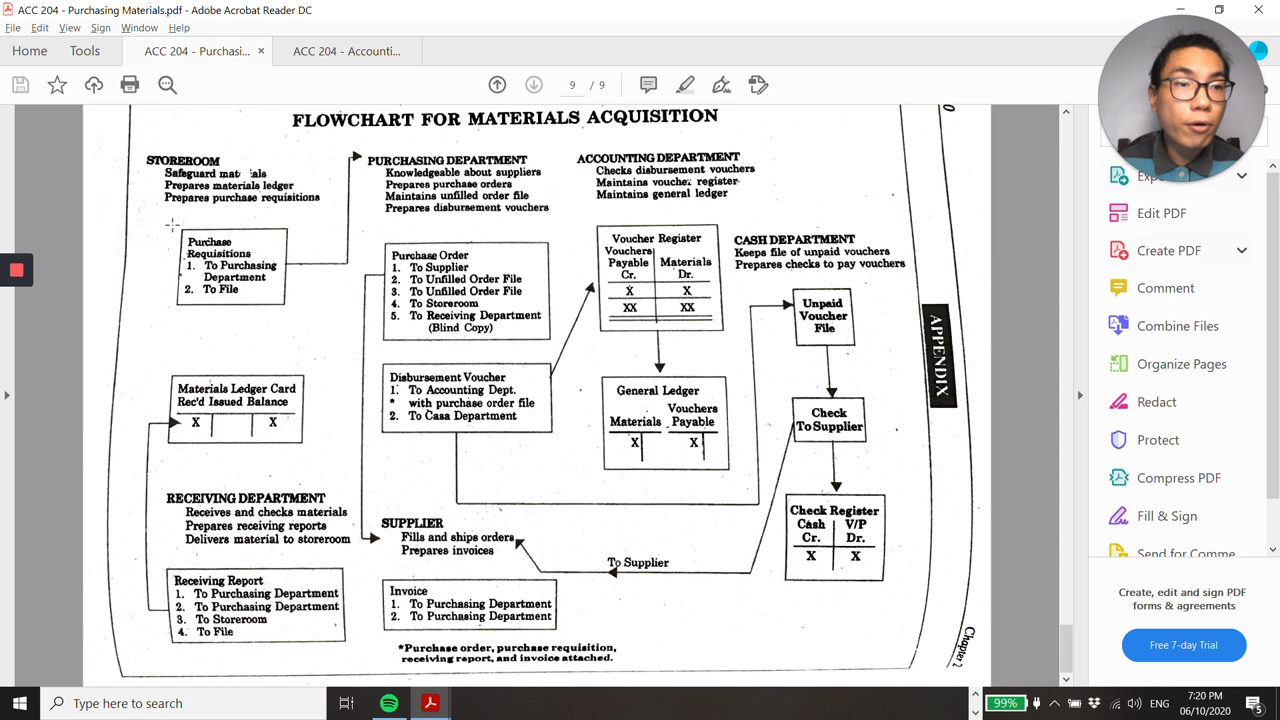 ACC 204 - Purchasing Materials.pdf - Adobe Acrobat Reader DC
File Edit View Sign Window Help
Home Tools ACC 204 - Purchasi... × ACC 204 - Accounti...
9 / 9
FLOWCHART FOR MATERIALS ACQUISITION
STOREROOM
Prepares materials ledger
Prepares purchase requisitions
PURCHASING DEPARTMENT
Knowledgeable about suppliers
Prepares purchase orders
Maintains unfilled order file
Prepares disbursement vouchers
ACCOUNTING DEPARTMENT
Checks disbursement vouchers
Maintains voucher register
Maintains general ledger
CASH DEPARTMENT
Keeps file of unpaid vouchers
Prepares checks to pay vouchers
Purchase
Requisitions
1. To Purchasing
Department
2. To File
Purchase Order
1. To Supplier
2. To Unfilled Order File
3. To Unfilled Order File
4. To Storeroom
5. To Receiving Department
(Blind Copy)
Voucher Register
Vouchers
Payable Materials
Cr. Dr.
X X
XX XX
Unpaid
Voucher
File
Materials Ledger Card
Rec'd Issued Balance
X X
Disbursement Voucher
1. To Accounting Dept.
* with purchase order file
2. To Casa Department
General Ledger
Vouchers
Materials Payable
X X
Check
To Supplier
RECEIVING DEPARTMENT
Receives and checks materials
Prepares receiving reports
Delivers material to storeroom
SUPPLIER
Fills and ships orders
Prepares invoices
To Supplier
Check Register
Cash V/P
Cr. Dr.
X X
Receiving Report
1. To Purchasing Department
2. To Purchasing Department
3. To Storeroom
4. To File
Invoice
1. To Purchasing Department
2. To Purchasing Department
*Purchase order, purchase requisition,
receiving report, and invoice attached.
APPENDIX
Edit PDF
Create PDF
Comment
Combine Files
Organize Pages
Redact
Protect
Compress PDF
Fill & Sign
Send for Comme
Create, edit and sign PDF
forms & agreements
Free 7-day Trial
Type here to search
99%
ENG
7:20 PM
06/10/2020
5